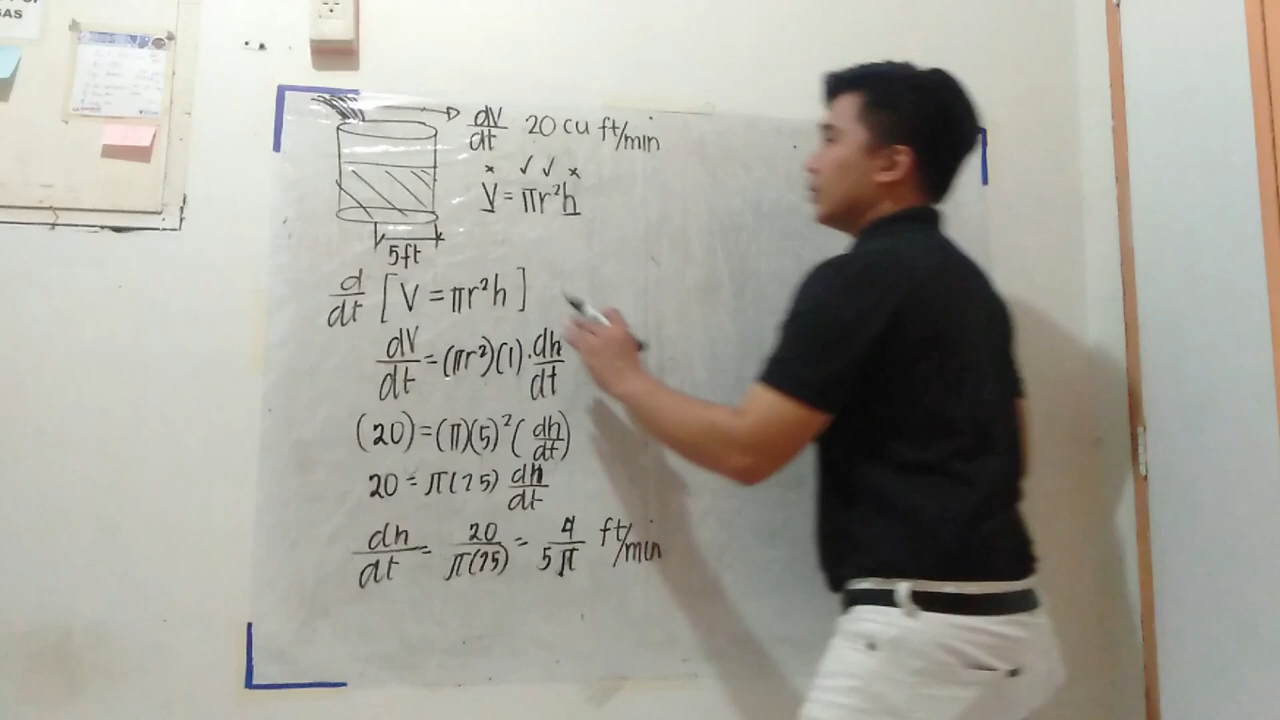 SAS
dV/dt 20 cu ft/min
x ✓ ✓ x
V = πr²h
5ft
d/dt [V = πr²h]
dV/dt = (πr²)(1)·dh/dt
(20) = (π)(5)²(dh/dt)
20 = π(25) dh/dt
dh/dt = 20/π(25) = 4/5π ft/min